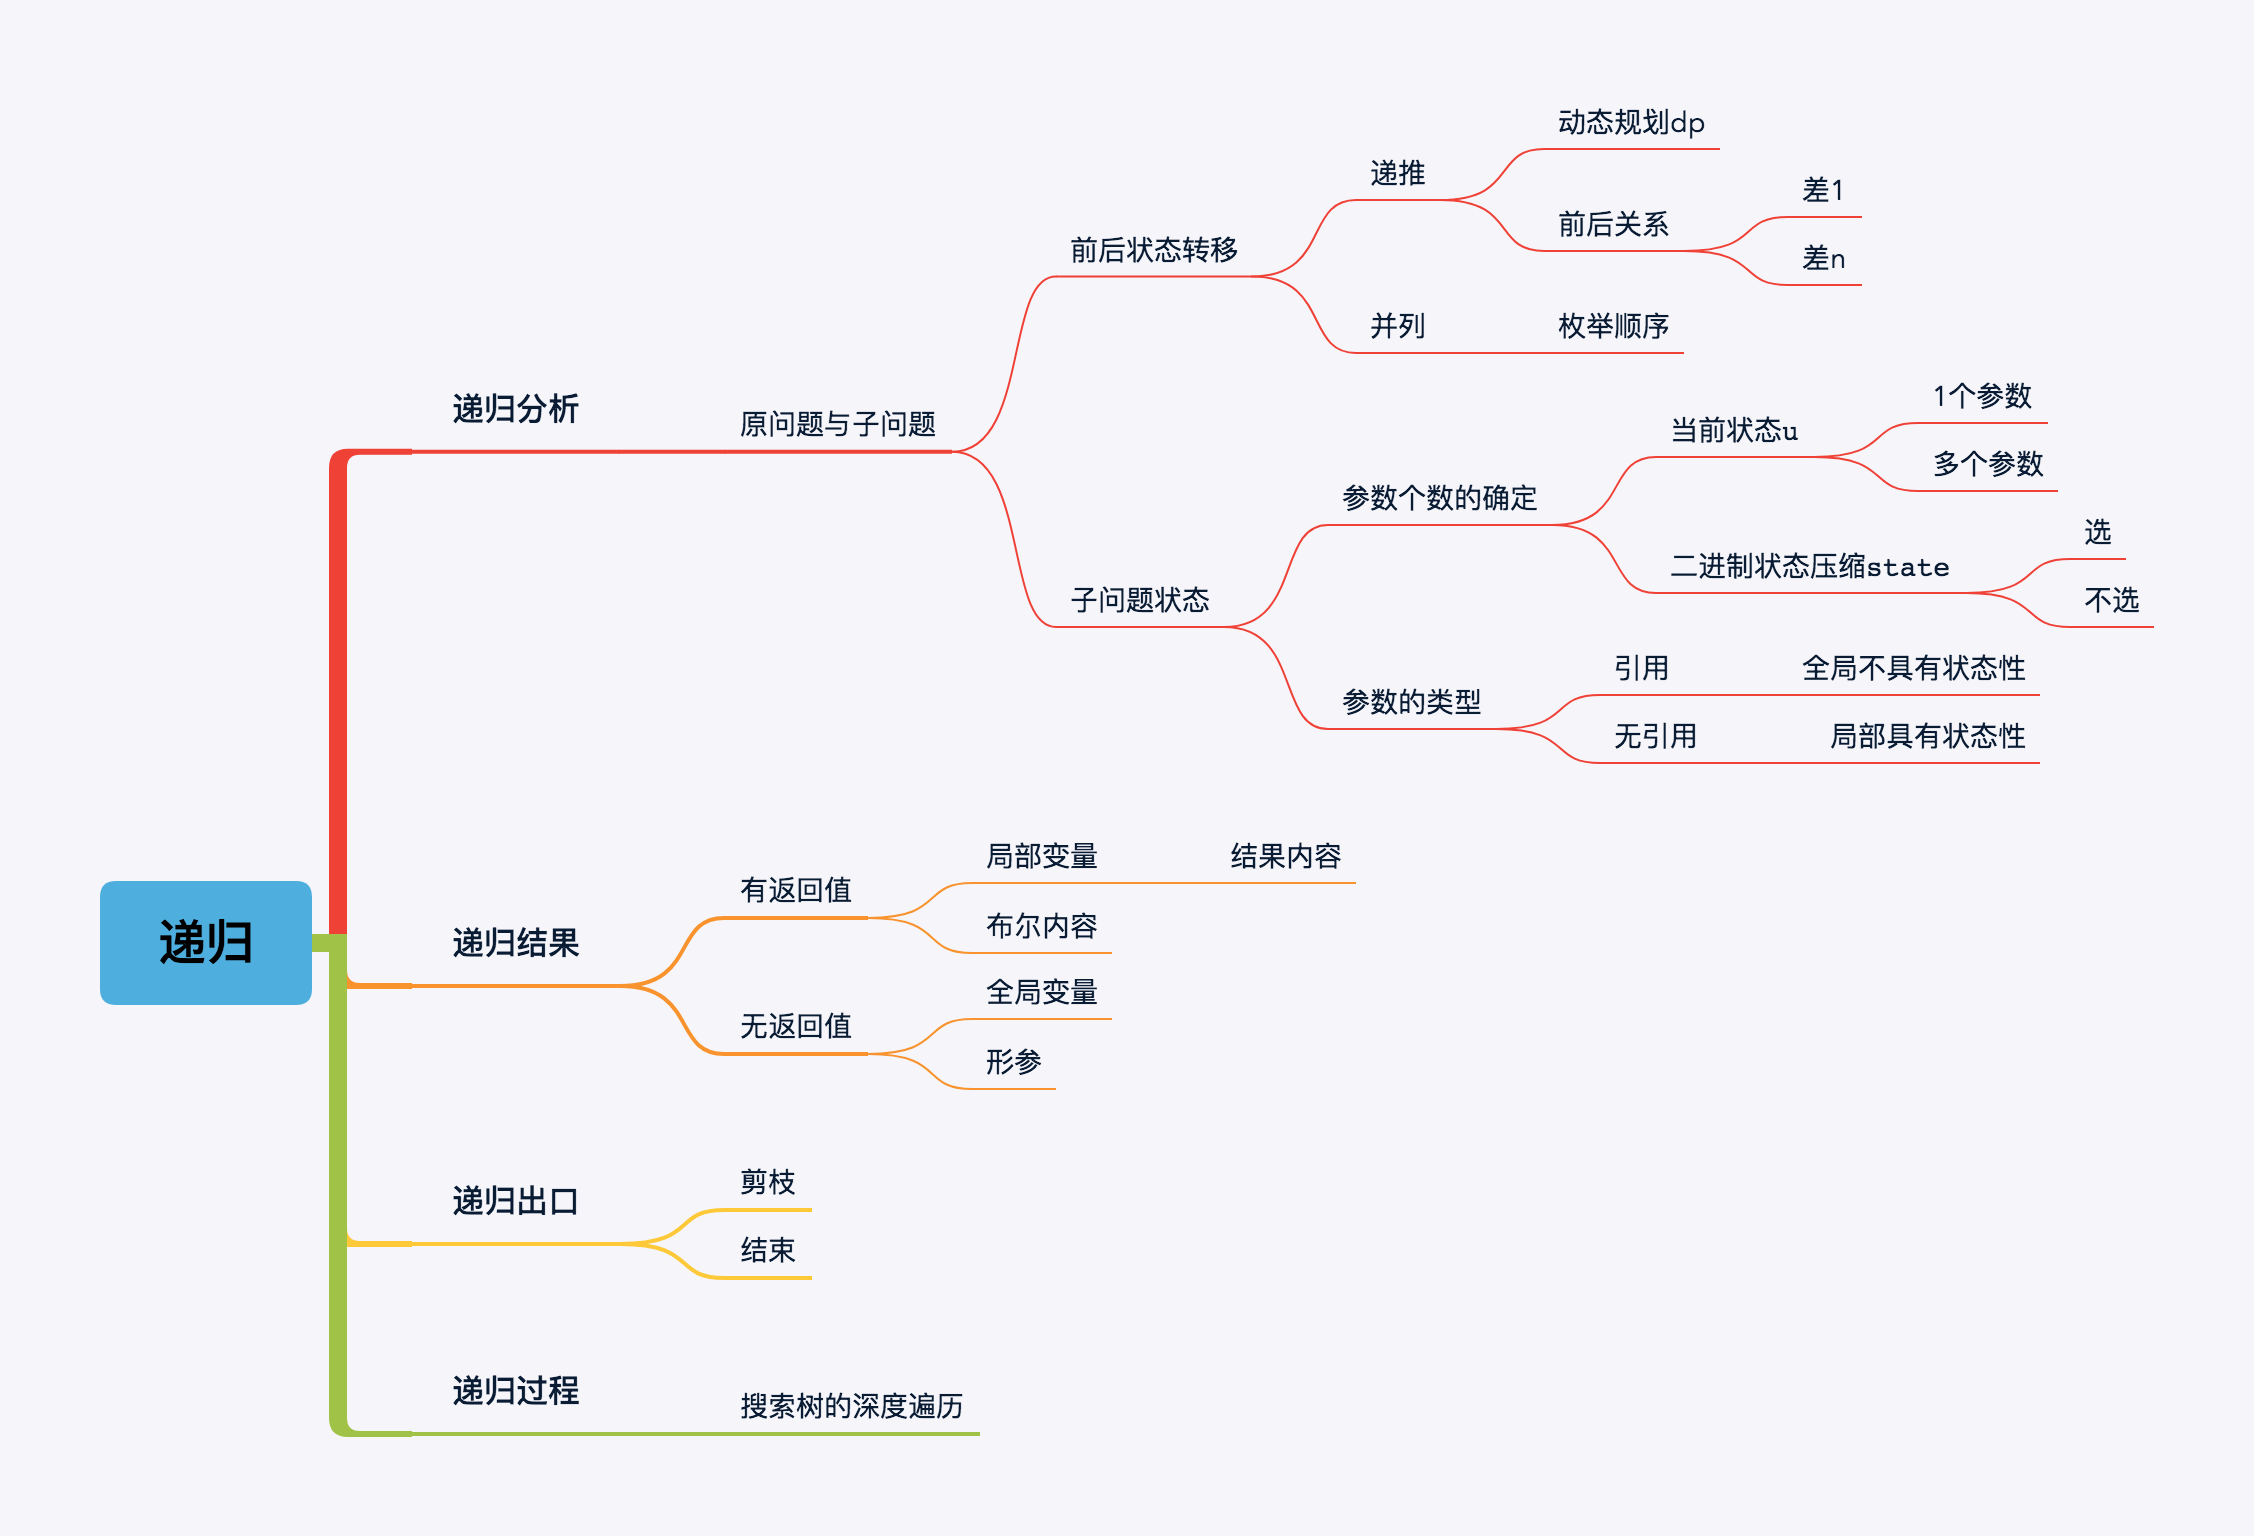 递归
递归分析
原问题与子问题
前后状态转移
递推
动态规划dp
前后关系
差1
差n
并列
枚举顺序
子问题状态
参数个数的确定
当前状态u
1个参数
多个参数
二进制状态压缩state
选
不选
参数的类型
引用
全局不具有状态性
无引用
局部具有状态性
递归结果
有返回值
局部变量
结果内容
布尔内容
无返回值
全局变量
形参
递归出口
剪枝
结束
递归过程
搜索树的深度遍历